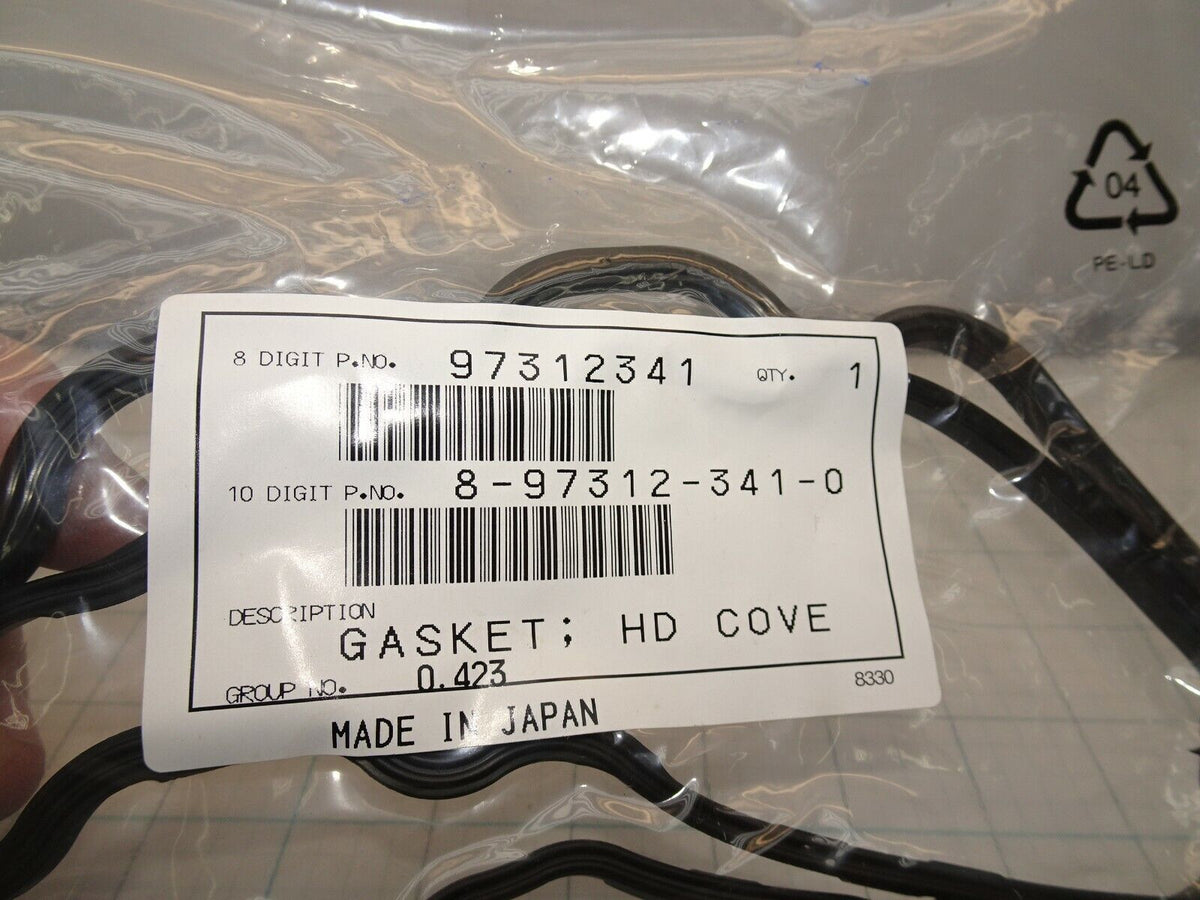 04
PE-LD
8 DIGIT P.NO. 97312341 QTY. 1
10 DIGIT P.NO. 8-97312-341-0
DESCRIPTION
GASKET; HD COVE
GROUP NO. 0.423
8330
MADE IN JAPAN